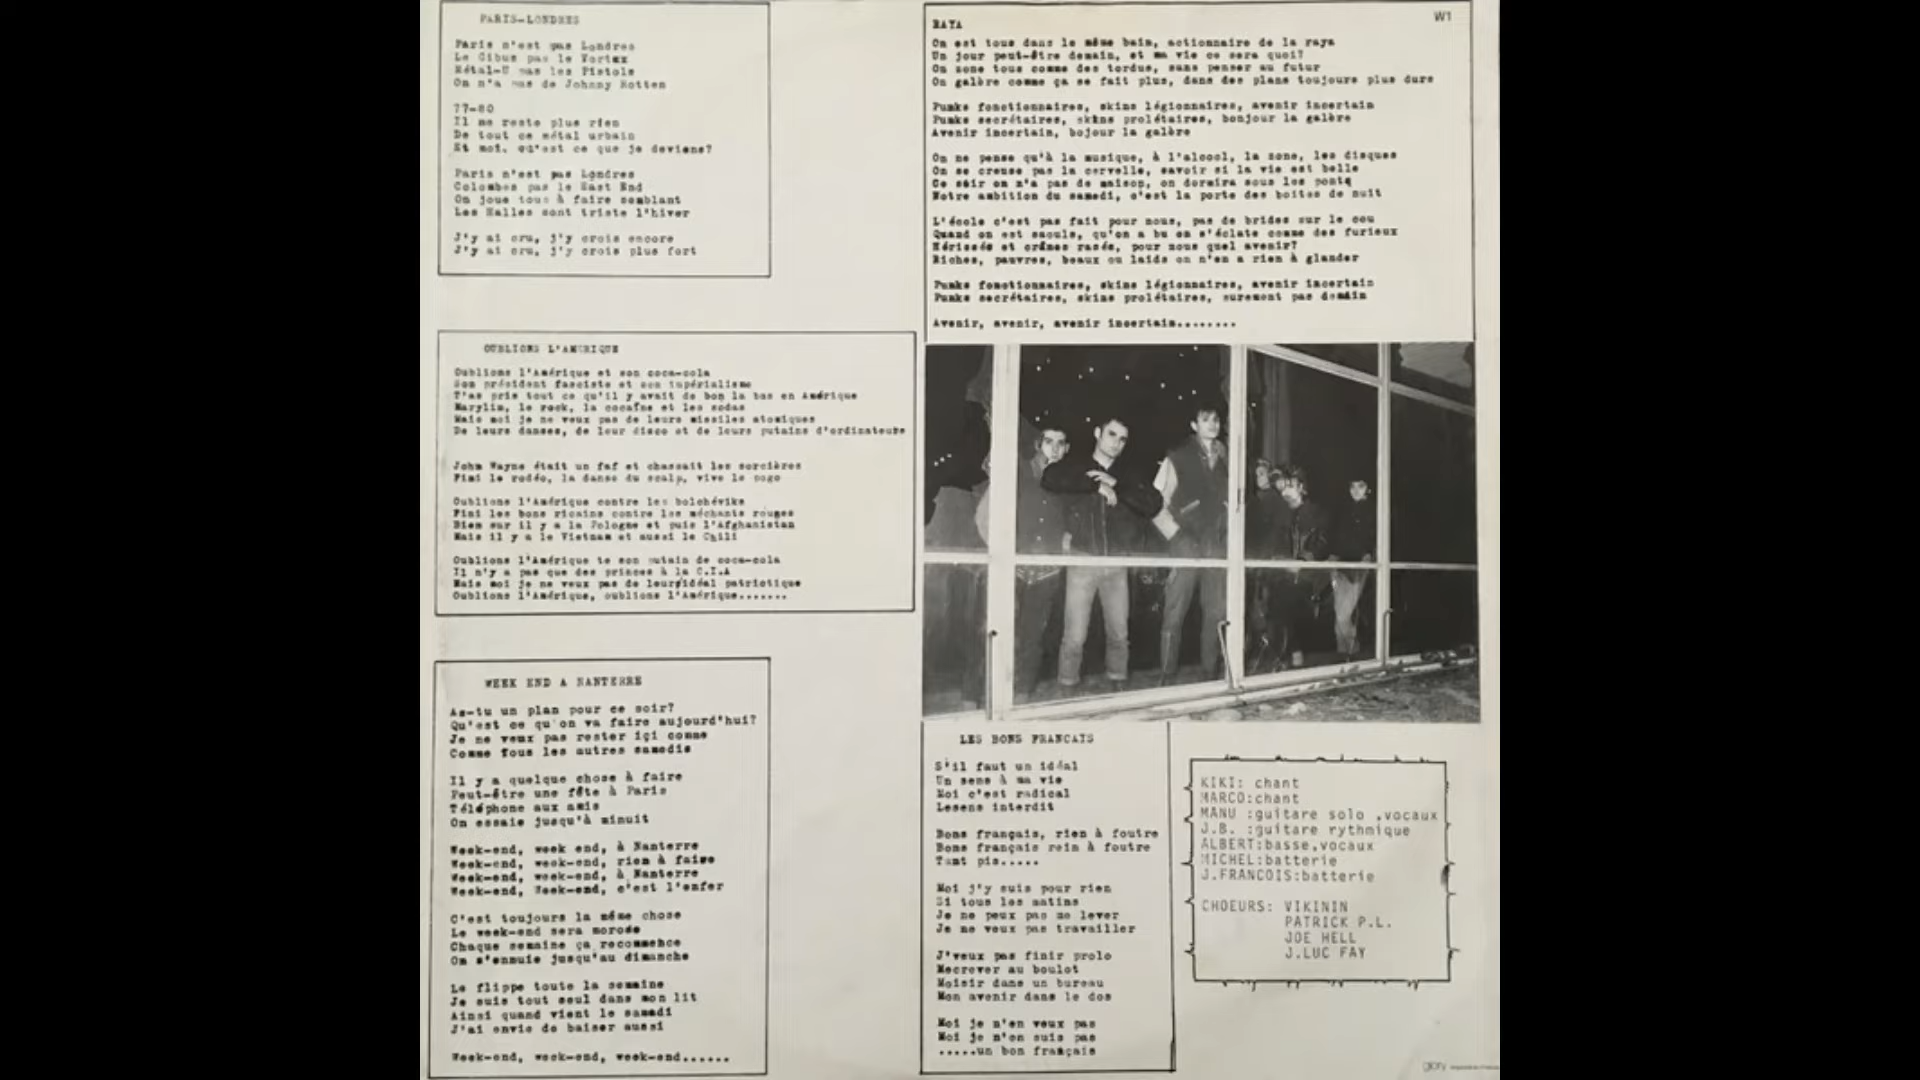 PARIS-LONDRES
Paris n'est pas Londres
Le Gibus pas le Vortex
Métal-U pas les Pistols
On n'a pas de Johnny Rotten
77-80
Il me reste plus rien
De tout ce métal urbain
Et moi. qu'est ce que je deviens?
Paris n'est pas Londres
Colombes pas le East End
On joue tous à faire semblant
Les Halles sont triste l'hiver
J'y ai cru, j'y crois encore
J'y ai cru, j'y crois plus fort
OUBLIONS L'AMERIQUE
Oublions l'Amérique et son coca-cola
Son président fasciste et son impérialisme
T'as pris tout ce qu'il y avait de bon la bas en Amérique
Marylin, le rock, la cocaïne et les sodas
Mais moi je ne veux pas de leurs missiles atomiques
De leurs danses, de leur disco et de leurs putains d'ordinateurs
John Wayne était un faf et chassait les sorcières
Fini le rodéo, la danse du scalp, vive le pogo
Oublions l'Amérique contre les bolchéviks
Fini les bons ricains contre les méchants rouges
Bien sur il y a la Pologne et puis l'Afghanistan
Mais il y a le Vietnam et aussi le Chili
Oublions l'Amérique te son putain de coca-cola
Il n'y a pas que des princes à la C.I.A
Mais moi je ne veux pas de leur idéal patriotique
Oublions l'Amérique, oublions l'Amérique.......
WEEK END A NANTERRE
As-tu un plan pour ce soir?
Qu'est ce qu'on va faire aujourd'hui?
Je ne veux pas rester içi comme
Comme tous les autres samedis
Il y a quelque chose à faire
Peut-être une fête à Paris
Téléphone aux amis
On essaie jusqu'à minuit
Week-end, week end, à Nanterre
Week-end, week-end, rien à faire
Week-end, week-end, à Nanterre
Week-end, Week-end, c'est l'enfer
C'est toujours la même chose
Le week-end sera morose
Chaque semaine ça recommence
On s'ennuie jusqu'au dimanche
Le flippe toute la semaine
Je suis tout seul dans mon lit
Ainsi quand vient le samedi
J'ai envie de baiser aussi
Week-end, week-end, week-end......
W1
RAYA
On est tous dans le même bain, actionnaire de la raya
Un jour peut-être demain, et ma vie ce sera quoi?
On zone tous comme des tordus, sans penser au futur
On galère comme ça se fait plus, dans des plans toujours plus durs
Punks fonctionnaires, skins légionnaires, avenir incertain
Punks secrétaires, skins prolétaires, bonjour la galère
Avenir incertain, bojour la galère
On ne pense qu'à la musique, à l'alcool, la zone, les disques
On se creuse pas la cervelle, savoir si la vie est belle
Ce soir on n'a pas de maison, on dormira sous les ponts
Notre ambition du samedi, c'est la porte des boites de nuit
L'école c'est pas fait pour nous, pas de brides sur le cou
Quand on est saouls, qu'on a bu on s'éclate comme des furieux
Hérissés et crânes rasés, pour nous quel avenir?
Riches, pauvres, beaux ou laids on n'en a rien à glander
Punks fonctionnaires, skins légionnaires, avenir incertain
Punks secrétaires, skins prolétaires, surement pas demain
Avenir, avenir, avenir incertain........
LES BONS FRANCAIS
S'il faut un idéal
Un sens à ma vie
Moi c'est radical
Lesens interdit
Bons français, rien à foutre
Bons français rein à foutre
Tant pis.....
Moi j'y suis pour rien
Si tous les matins
Je ne peux pas me lever
Je ne veux pas travailler
J'veux pas finir prolo
Mecrever au boulot
Moisir dans un bureau
Mon avenir dans le dos
Moi je n'en veux pas
Moi je n'en suis pas
.....un bon français
KIKI: chant
MARCO:chant
MANU :guitare solo ,vocaux
J.B. :guitare rythmique
ALBERT:basse,vocaux
MICHEL:batterie
J.FRANCOIS:batterie
CHOEURS: VIKININ
PATRICK P.L.
JOE HELL
J.LUC FAY